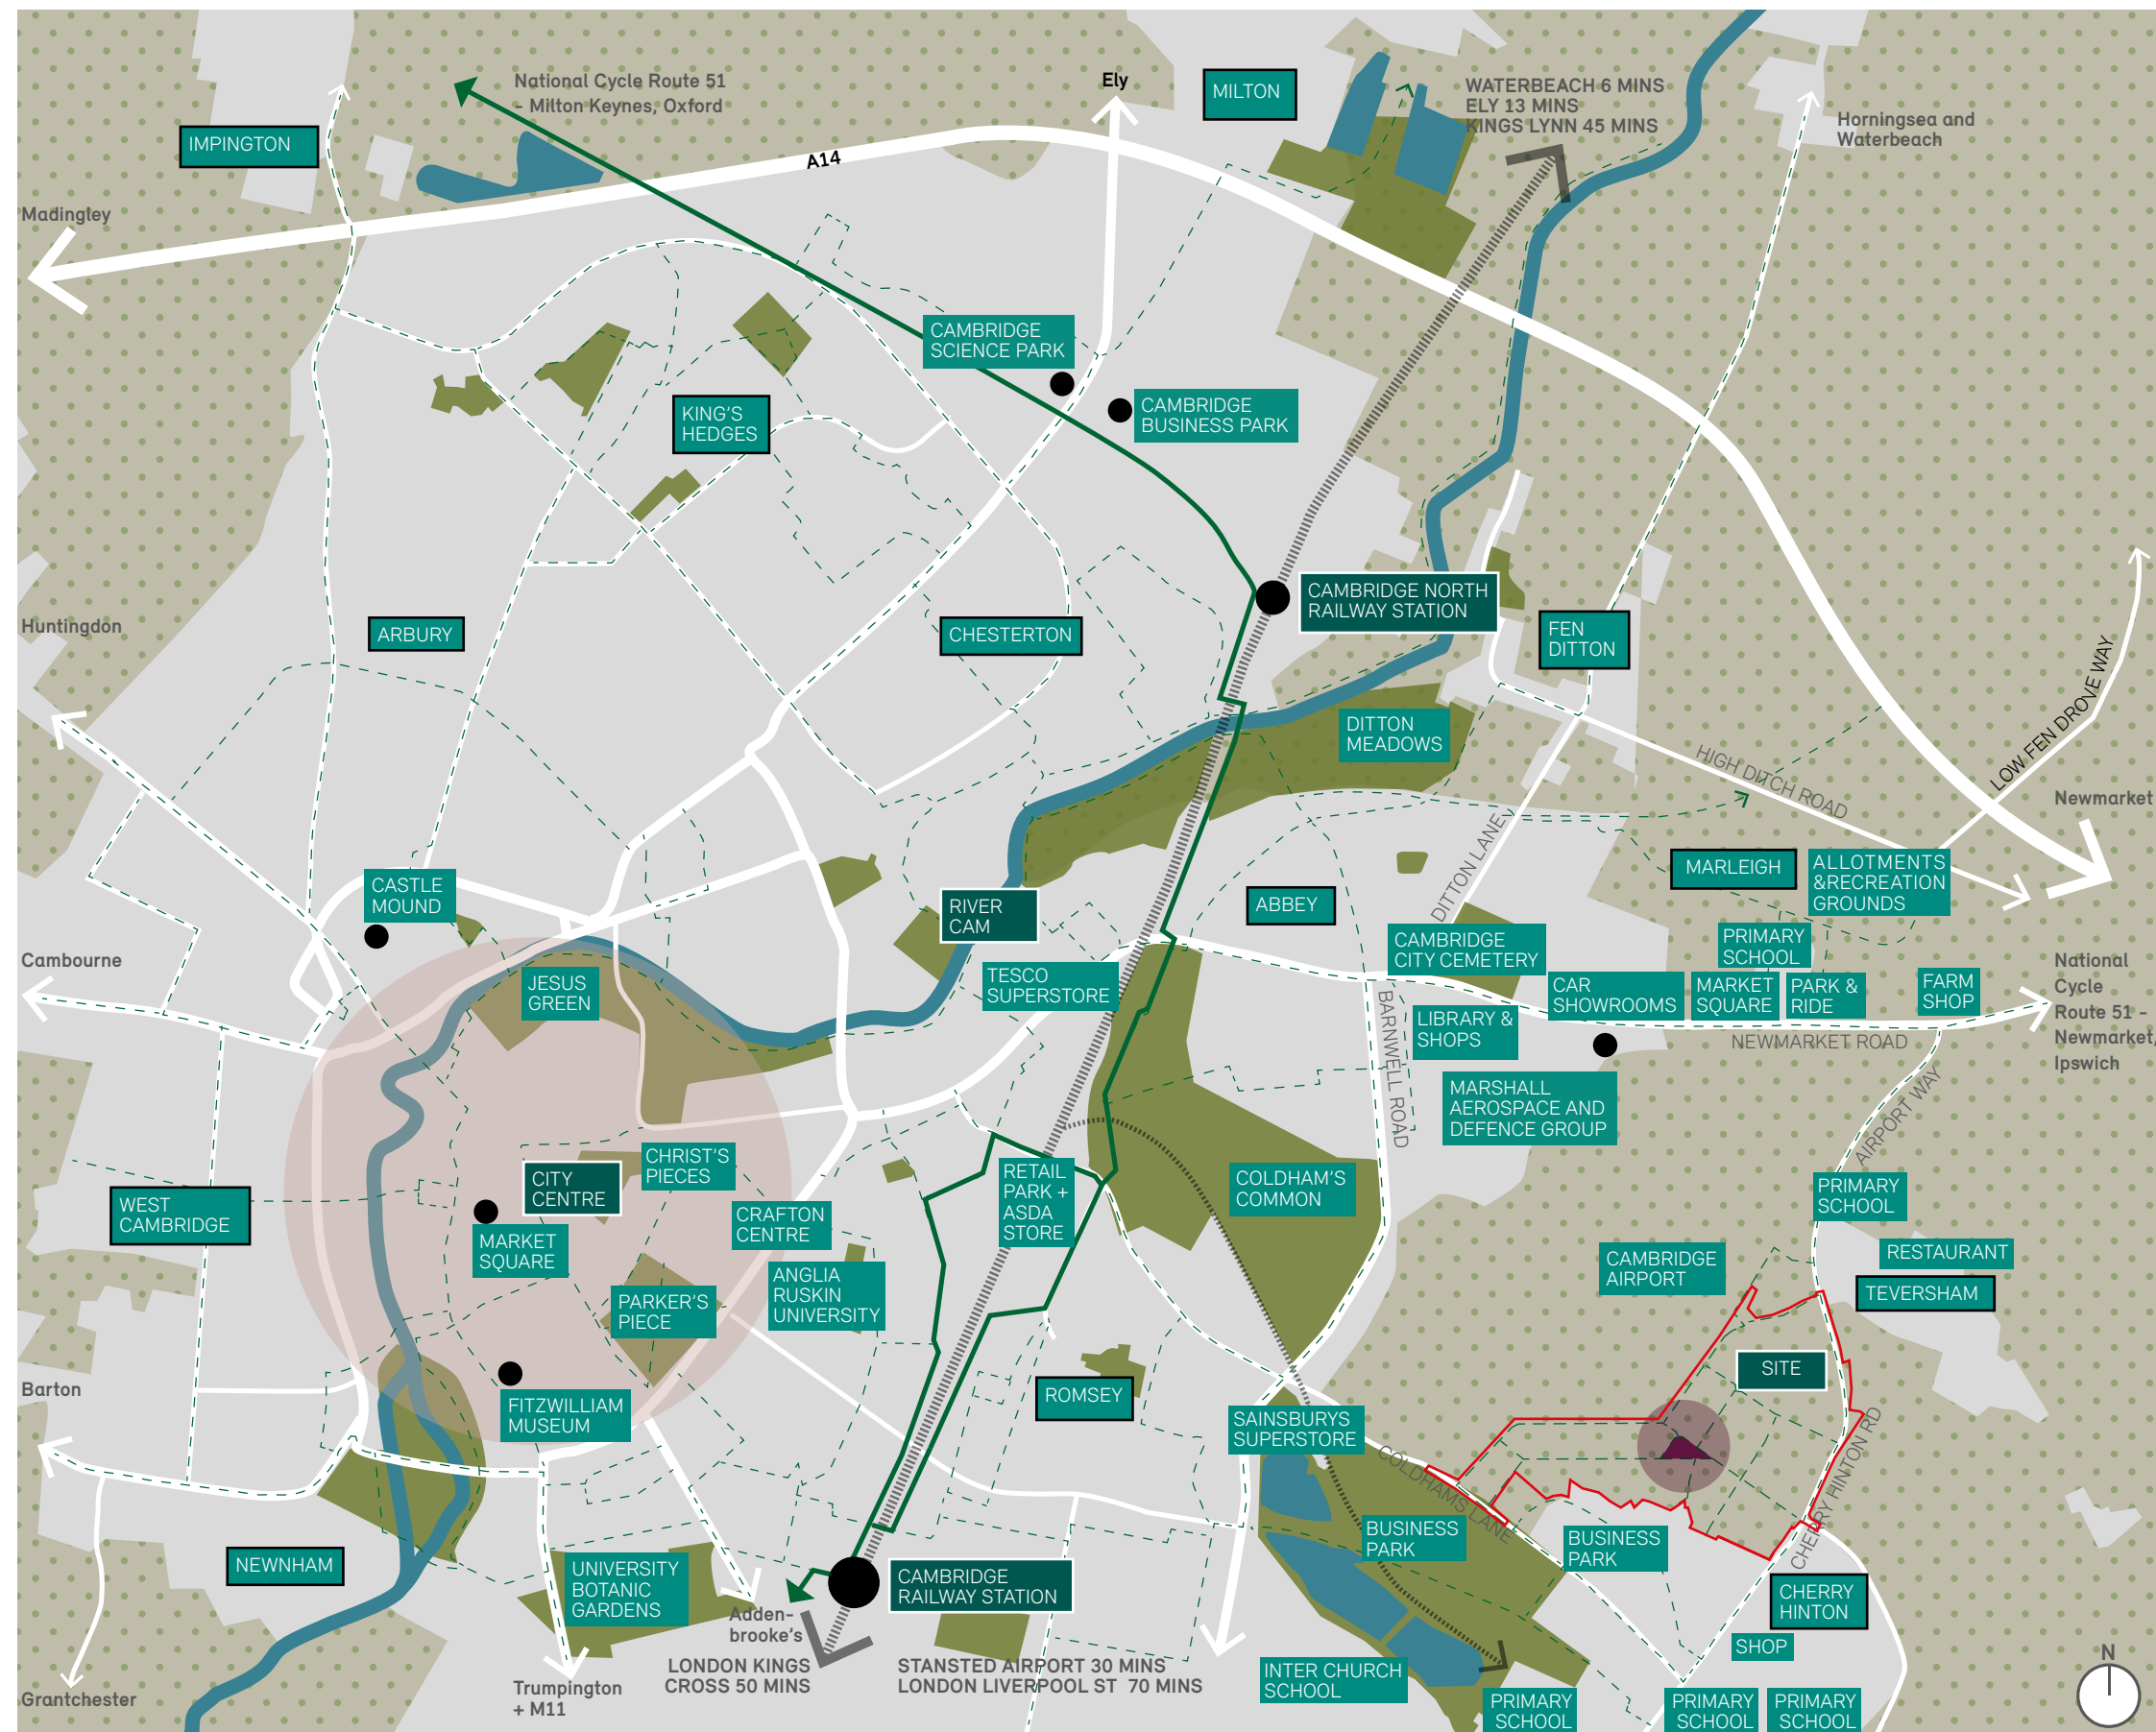 National Cycle Route 51
- Milton Keynes, Oxford
Ely
MILTON
WATERBEACH 6 MINS
ELY 13 MINS
KINGS LYNN 45 MINS
Horningsea and
Waterbeach
IMPINGTON
A14
Madingley
CAMBRIDGE
SCIENCE PARK
CAMBRIDGE
BUSINESS PARK
KING'S
HEDGES
CAMBRIDGE NORTH
RAILWAY STATION
Huntingdon
ARBURY
CHESTERTON
FEN
DITTON
LOW FEN DROVE WAY
DITTON
MEADOWS
HIGH DITCH ROAD
Newmarket
DITTON LANE
MARLEIGH
ALLOTMENTS
&RECREATION
GROUNDS
CASTLE
MOUND
RIVER
CAM
ABBEY
CAMBRIDGE
CITY CEMETERY
PRIMARY
SCHOOL
Cambourne
JESUS
GREEN
TESCO
SUPERSTORE
CAR
SHOWROOMS
MARKET
SQUARE
PARK &
RIDE
FARM
SHOP
National
Cycle
Route 51 -
Newmarket,
Ipswich
LIBRARY &
SHOPS
BARNWELL ROAD
NEWMARKET ROAD
MARSHALL
AEROSPACE AND
DEFENCE GROUP
AIRPORT WAY
CHRIST'S
PIECES
CITY
CENTRE
RETAIL
PARK +
ASDA
STORE
COLDHAM'S
COMMON
PRIMARY
SCHOOL
WEST
CAMBRIDGE
CRAFTON
CENTRE
MARKET
SQUARE
RESTAURANT
CAMBRIDGE
AIRPORT
TEVERSHAM
ANGLIA
RUSKIN
UNIVERSITY
PARKER'S
PIECE
SITE
Barton
ROMSEY
FITZWILLIAM
MUSEUM
SAINSBURYS
SUPERSTORE
COLDHAMS LANE
CHERRY HINTON RD
BUSINESS
PARK
BUSINESS
PARK
NEWNHAM
UNIVERSITY
BOTANIC
GARDENS
CAMBRIDGE
RAILWAY STATION
CHERRY
HINTON
Adden-
brooke's
SHOP
LONDON KINGS
CROSS 50 MINS
STANSTED AIRPORT 30 MINS
LONDON LIVERPOOL ST 70 MINS
INTER CHURCH
SCHOOL
N
Grantchester
Trumpington
+ M11
PRIMARY
SCHOOL
PRIMARY
SCHOOL
PRIMARY
SCHOOL